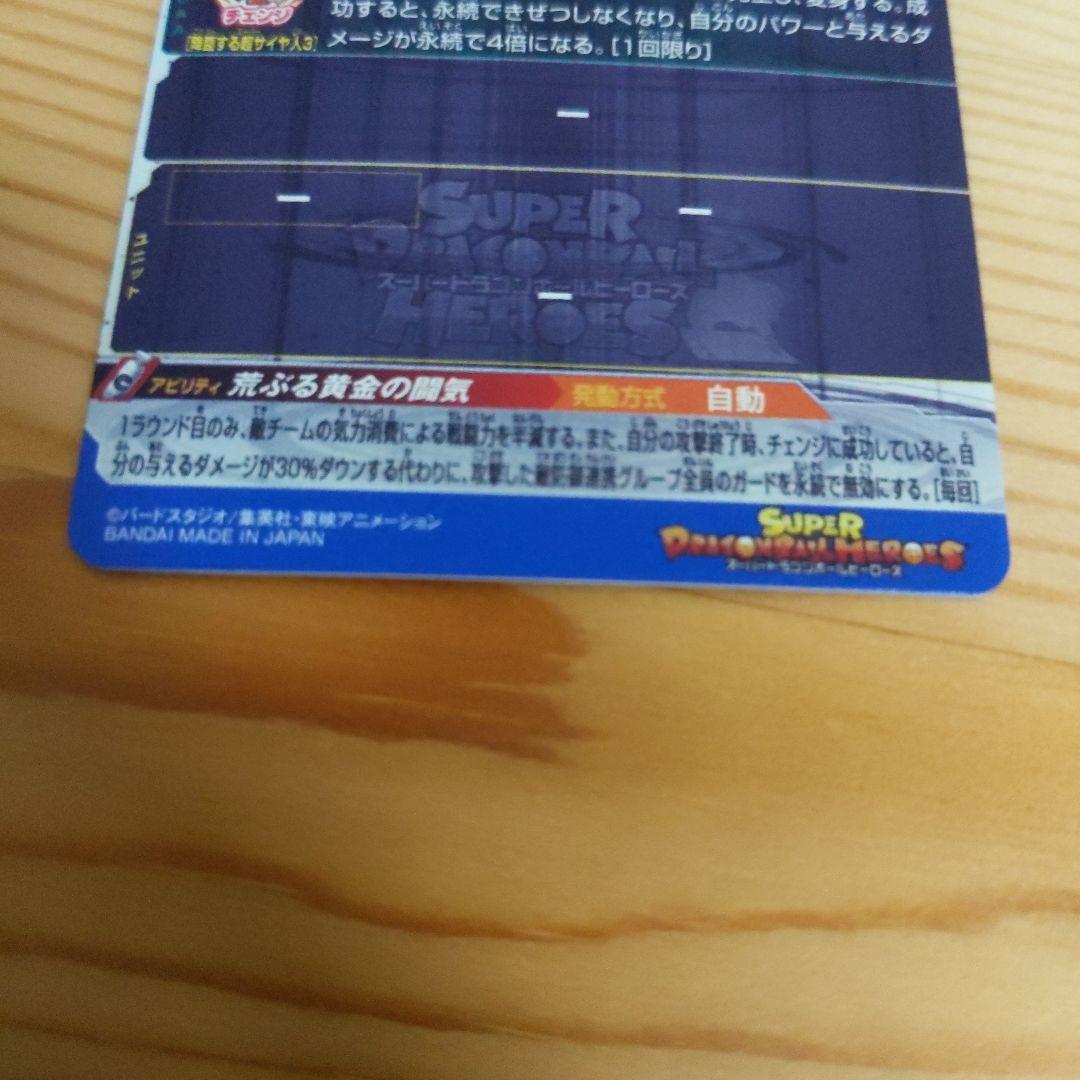 チェンジ
功すると、永続できぜつしなくなり、自分のパワーと与えるダ
[降臨する超サイヤ人3]
メージが永続で4倍になる。[1回限り]
ー
ー
ー
ユニット
SUPER
DRAGONBALL
スーパードラゴンボールヒーローズ
ー
HEROES
アビリティ 荒ぶる黄金の闘気 発動方式 自動
1ラウンド目のみ、敵チームの気力消費による戦闘力を半減する。また、自分の攻撃終了時、チェンジに成功していると、自
分の与えるダメージが30%ダウンする代わりに、攻撃した敵防御連携グループ全員のガードを永続で無効にする。[毎回]
©バードスタジオ/集英社・東映アニメーション
BANDAI MADE IN JAPAN
SUPER
DRAGONBALL HEROES
スーパードラゴンボールヒーローズ